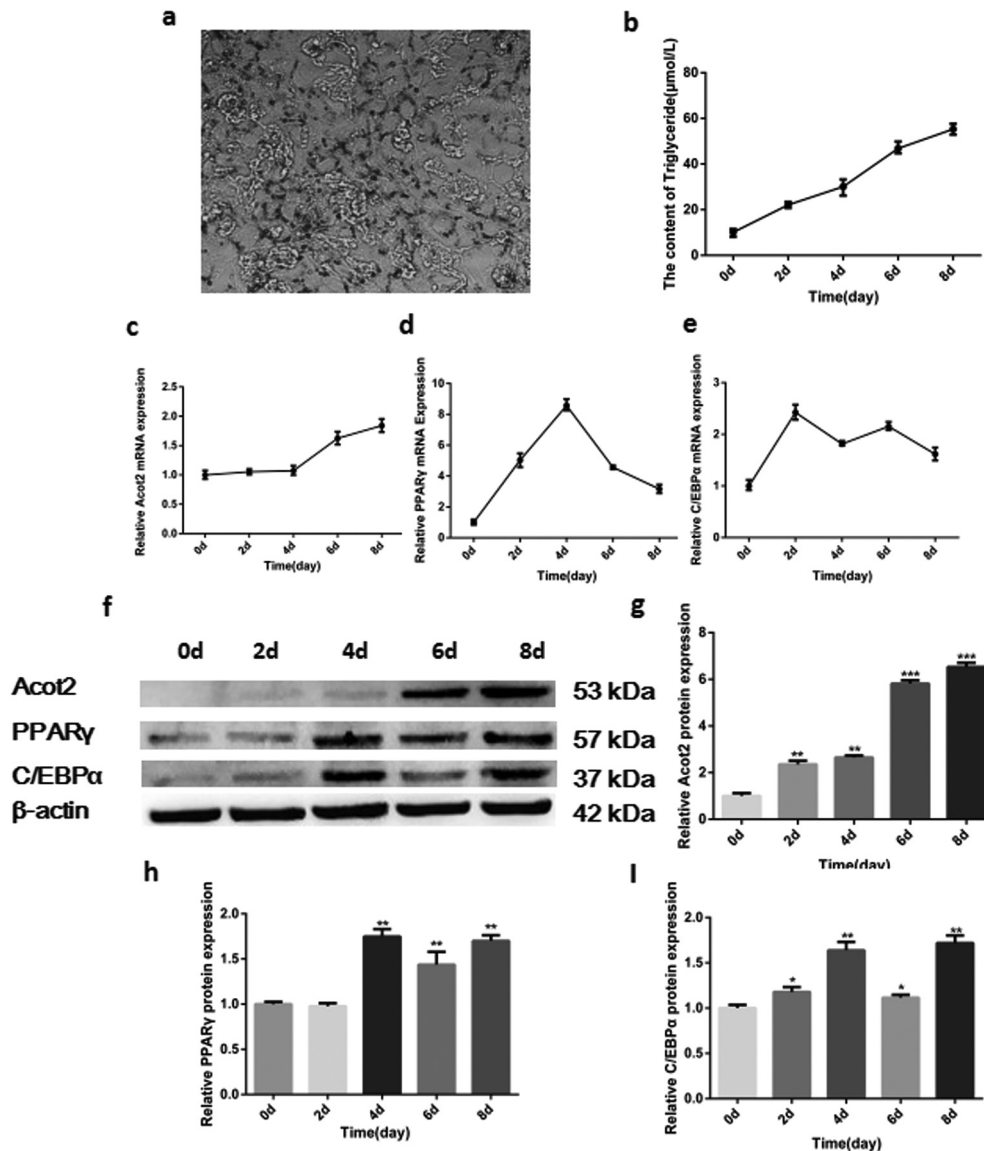 a
b
The content of Triglyceride(μmol/L)
80
60
40
20
0
0d 2d 4d 6d 8d
Time(day)
c
Relative Acot2 mRNA expression
2.5
2.0
1.5
1.0
0.5
0.0
0d 2d 4d 6d 8d
Time(day)
d
Relative PPARγ mRNA Expression
10
8
6
4
2
0
0d 2d 4d 6d 8d
Time(day)
e
Relative C/EBPα mRNA expression
3
2
1
0
0d 2d 4d 6d 8d
Time(day)
f
0d 2d 4d 6d 8d
Acot2 53 kDa
PPARγ 57 kDa
C/EBPα 37 kDa
β-actin 42 kDa
g
Relative Acot2 protein expression
8
6
4
2
0
** ** *** ***
0d 2d 4d 6d 8d
Time(day)
h
Relative PPARγ protein expression
2.0
1.5
1.0
0.5
0.0
** ** **
0d 2d 4d 6d 8d
Time(day)
I
Relative C/EBPα protein expression
2.0
1.5
1.0
0.5
0.0
* ** * **
0d 2d 4d 6d 8d
Time(day)